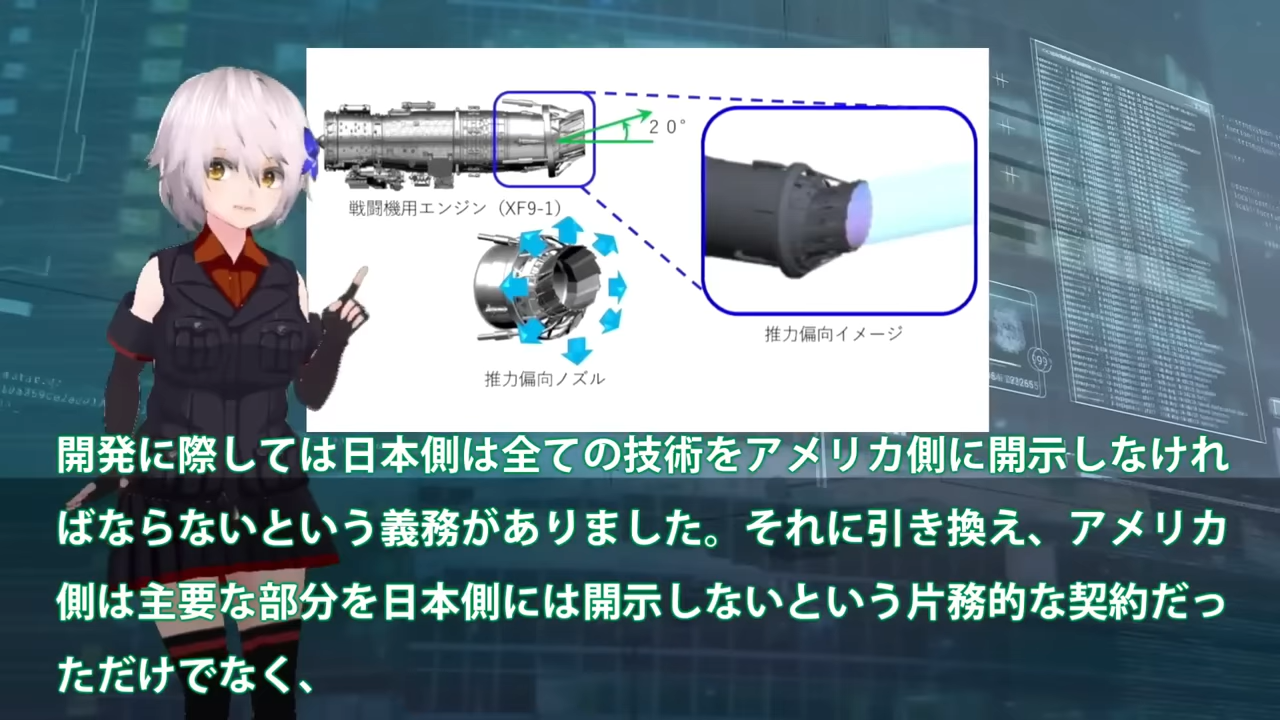 20°
戦闘機用エンジン（XF9-1）
推力偏向イメージ
推力偏向ノズル
開発に際しては日本側は全ての技術をアメリカ側に開示しなけれ
ばならないという義務がありました。それに引き換え、アメリカ
側は主要な部分を日本側には開示しないという片務的な契約だっ
ただけでなく、